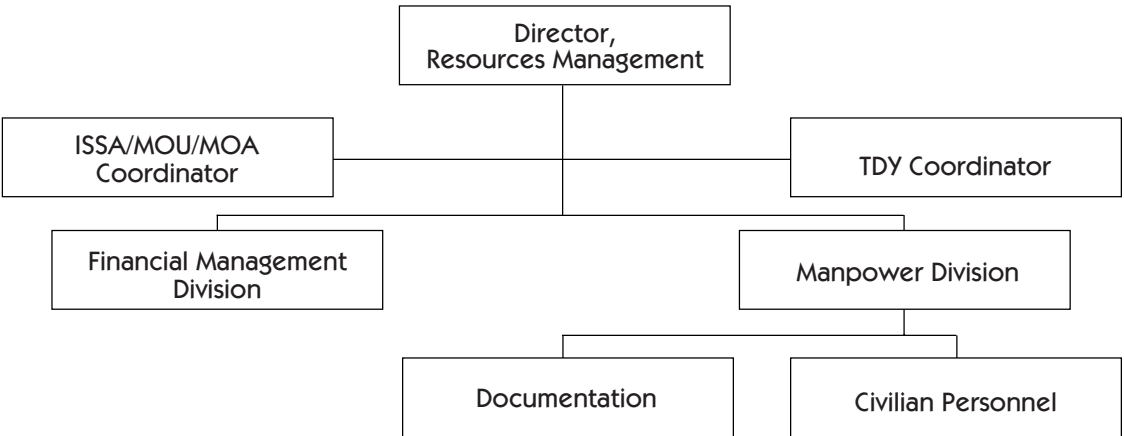 Director,
Resources Management
ISSA/MOU/MOA
Coordinator
TDY Coordinator
Financial Management
Division
Manpower Division
Documentation
Civilian Personnel